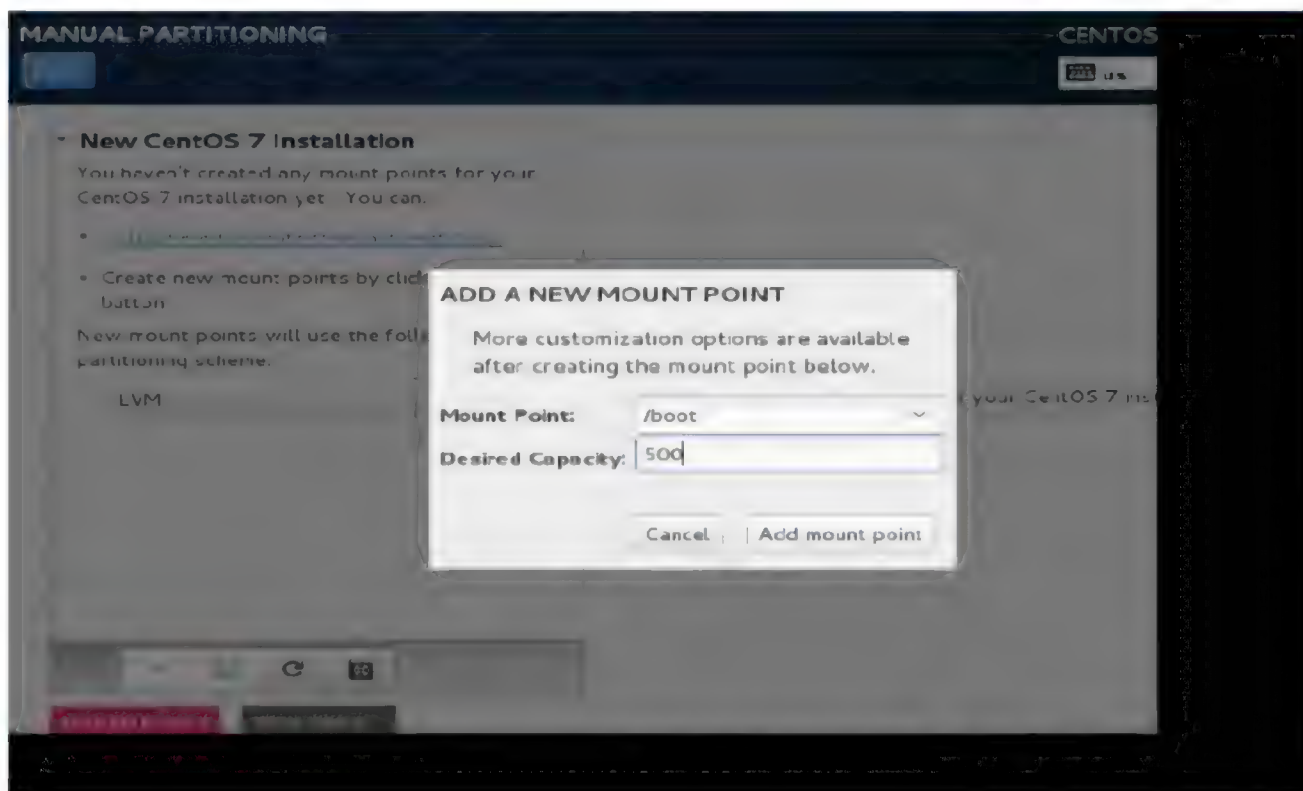 MANUAL PARTITIONING
CENTOS
us
New CentOS 7 Installation
You haven't created any mount points for your
CentOS 7 installation yet. You can:
• Create new mount points by clic
button
New mount points will use the foll
partitioning scheme:
LVM
your CentOS 7 inst
ADD A NEW MOUNT POINT
More customization options are available
after creating the mount point below.
Mount Point: /boot
Desired Capacity: 500
Cancel Add mount point